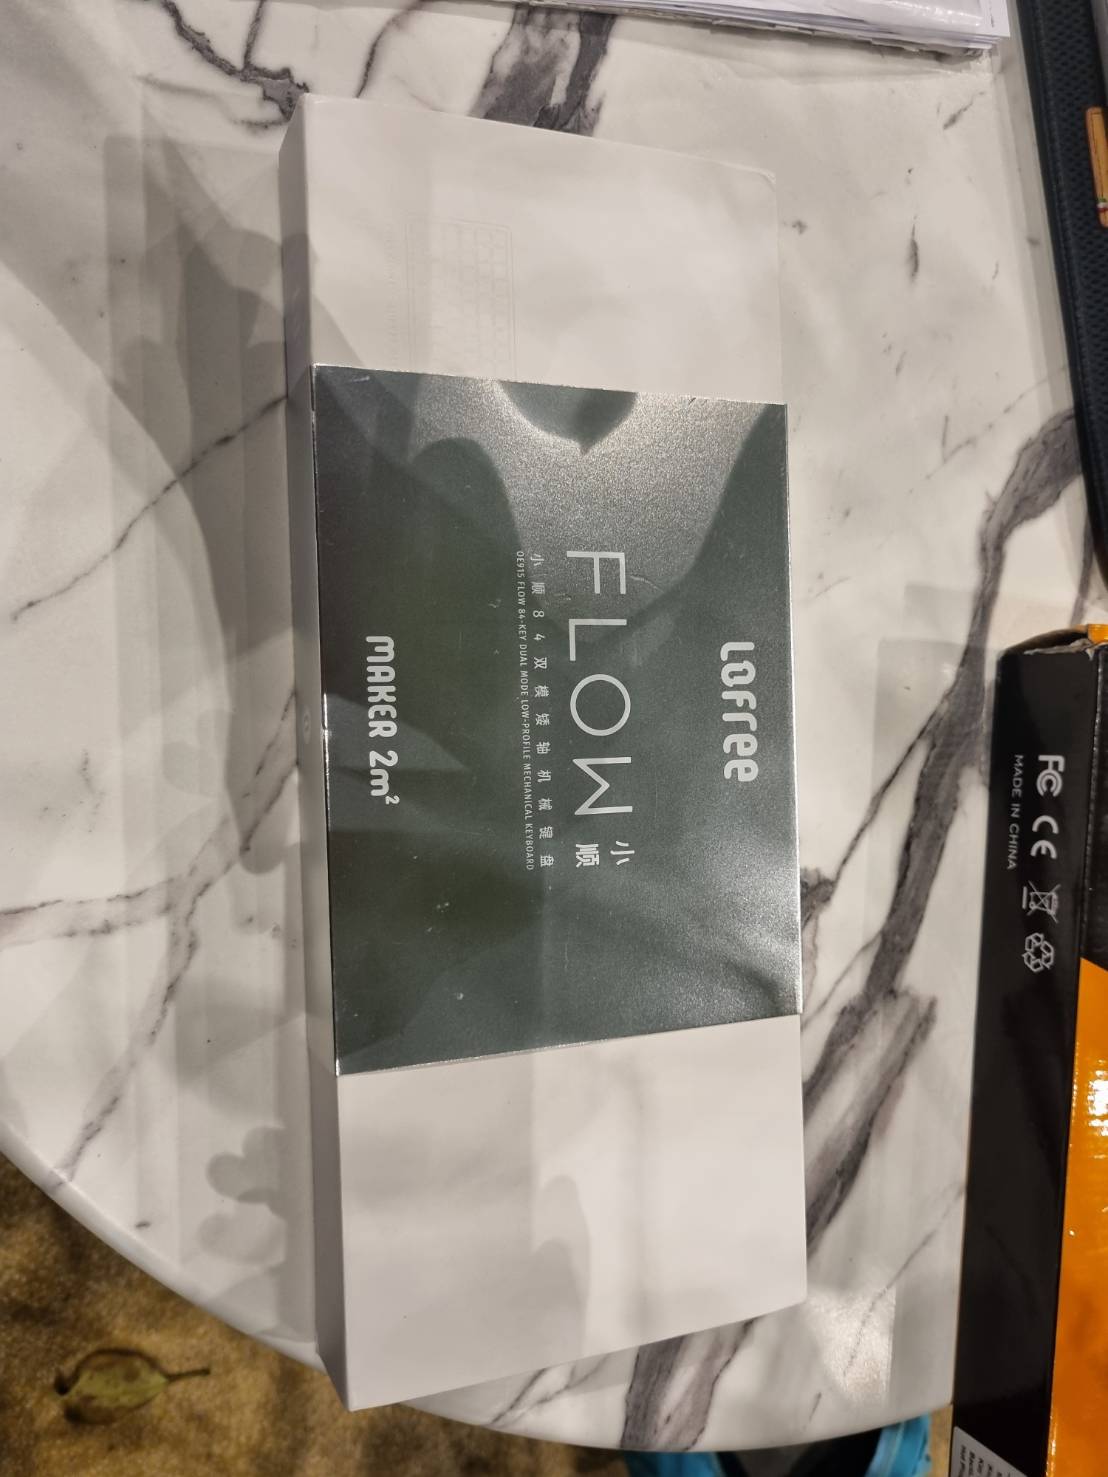 Lofree
FLOW 小顺
小顺84双模矮轴机械键盘
OE915 FLOW 84-KEY DUAL MODE LOW-PROFILE MECHANICAL KEYBOARD
MAKER 2m²
FC CE
MADE IN CHINA